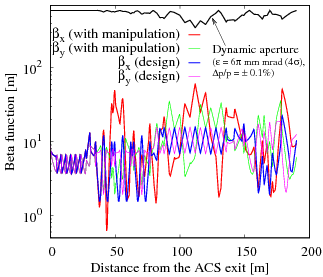 βx (with manipulation)
βy (with manipulation)
βx (design)
βy (design)
Dynamic aperture
(ε = 6π mm mrad (4σ),
Δp/p = ± 0.1%)
Beta function [m]
10²
10¹
10⁰
0 50 100 150 200
Distance from the ACS exit [m]